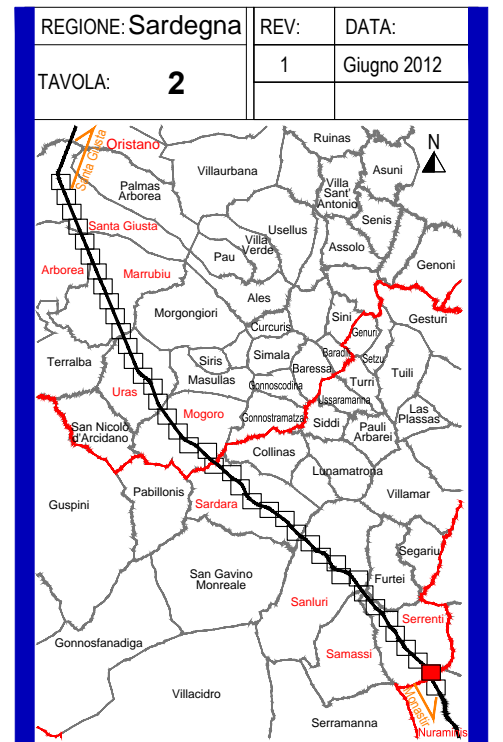 REGIONE: Sardegna
REV:
DATA:
TAVOLA: 2
1
Giugno 2012
Santa Giusta
Oristano
Ruinas
N
Villaurbana
Asuni
Palmas
Arborea
Villa
Sant'
Antonio
Senis
Santa Giusta
Usellus
Villa
Verde
Assolo
Pau
Genoni
Arborea
Marrubiu
Ales
Morgongiori
Sini
Gesturi
Curcuris
Genuri
Terralba
Siris
Simala
Baradili
Setzu
Baressa
Tuili
Masullas
Gonnoscodina
Turri
Uras
Ussaramanna
Mogoro
Gonnostramatza
Siddi
Las
Plassas
San Nicolò
d'Arcidano
Pauli
Arbarei
Collinas
Lunamatrona
Pabillonis
Villamar
Guspini
Sardara
Segariu
San Gavino
Monreale
Furtei
Sanluri
Serrenti
Gonnosfanadiga
Samassi
Villacidro
Monastir
Serramanna
Nuraminis